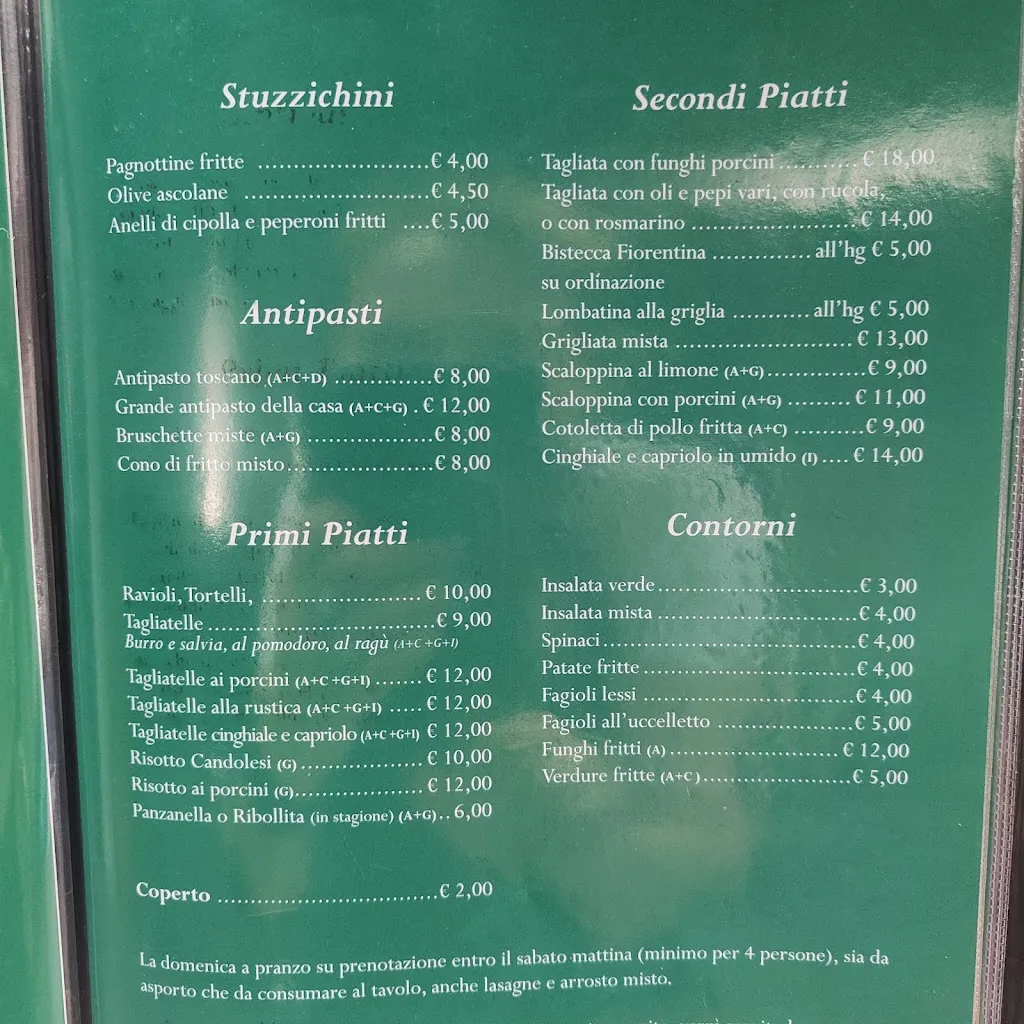 Stuzzichini
Pagnottine fritte ........................€ 4,00
Olive ascolane ..........................€ 4,50
Anelli di cipolla e peperoni fritti ....€ 5,00
Antipasti
Antipasto toscano (A+C+D) ..............€ 8,00
Grande antipasto della casa (A+C+G) . € 12,00
Bruschette miste (A+G) ..................€ 8,00
Cono di fritto misto.....................€ 8,00
Primi Piatti
Ravioli, Tortelli, ...................... € 10,00
Tagliatelle ................................€ 9,00
Burro e salvia, al pomodoro, al ragù (A+C +G+I)
Tagliatelle ai porcini (A+C +G+I) ....... € 12,00
Tagliatelle alla rustica (A+C +G+I) ..... € 12,00
Tagliatelle cinghiale e capriolo (A+C +G+I) € 12,00
Risotto Candolesi (G)................. € 10,00
Risotto ai porcini (G).................. € 12,00
Panzanella o Ribollita (in stagione) (A+G).. 6,00
Coperto .................................€ 2,00
Secondi Piatti
Tagliata con funghi porcini ........... € 18,00
Tagliata con oli e pepi vari, con rucola,
o con rosmarino .......................€ 14,00
Bistecca Fiorentina .............. all'hg € 5,00
su ordinazione
Lombatina alla griglia ........... all'hg € 5,00
Grigliata mista ......................... € 13,00
Scaloppina al limone (A+G)..............€ 9,00
Scaloppina con porcini (A+G) ......... € 11,00
Cotoletta di pollo fritta (A+C) ..........€ 9,00
Cinghiale e capriolo in umido (I) .... € 14,00
Contorni
Insalata verde.............................€ 3,00
Insalata mista .............................€ 4,00
Spinaci....................................€ 4,00
Patate fritte ..............................€ 4,00
Fagioli lessi ..............................€ 4,00
Fagioli all'uccelletto ...................€ 5,00
Funghi fritti (A) ........................ € 12,00
Verdure fritte (A+C).....................€ 5,00
La domenica a pranzo su prenotazione entro il sabato mattina (minimo per 4 persone), sia da
asporto che da consumare al tavolo, anche lasagne e arrosto misto.